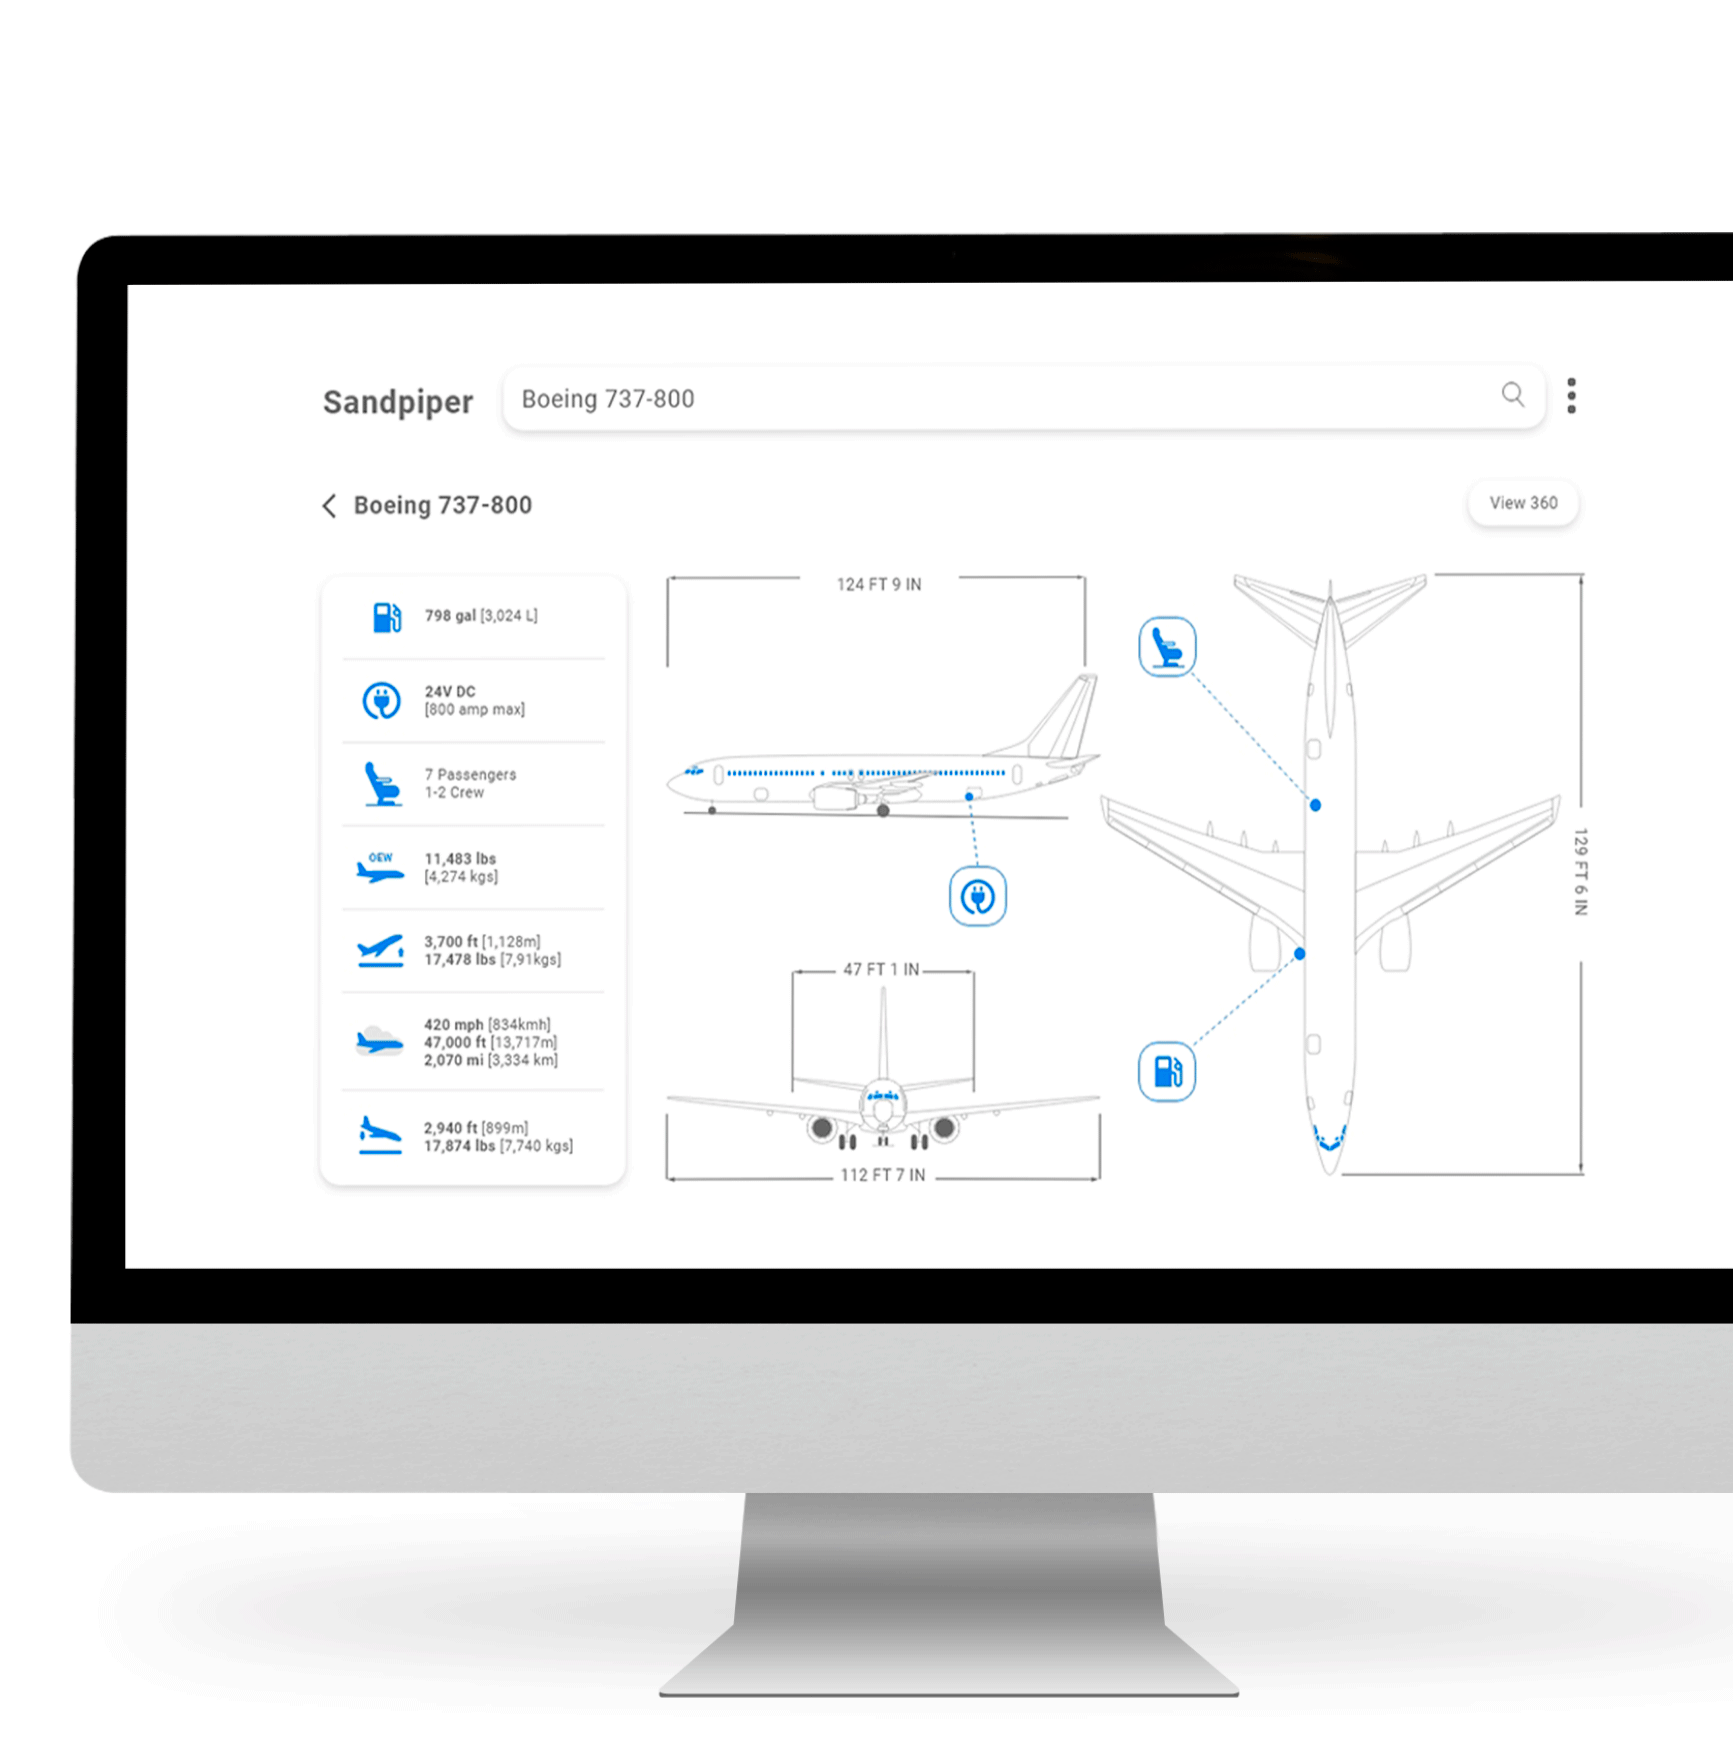 Sandpiper
Boeing 737-800
Boeing 737-800
View 360
798 gal [3,024 L]
24V DC
[800 amp max]
7 Passengers
1-2 Crew
OEW
11,483 lbs
[4,274 kgs]
3,700 ft [1,128m]
17,478 lbs [7,91kgs]
420 mph [834kmh]
47,000 ft [13,717m]
2,070 mi [3,334 km]
2,940 ft [899m]
17,874 lbs [7,740 kgs]
124 FT 9 IN
47 FT 1 IN
112 FT 7 IN
129 FT 6 IN